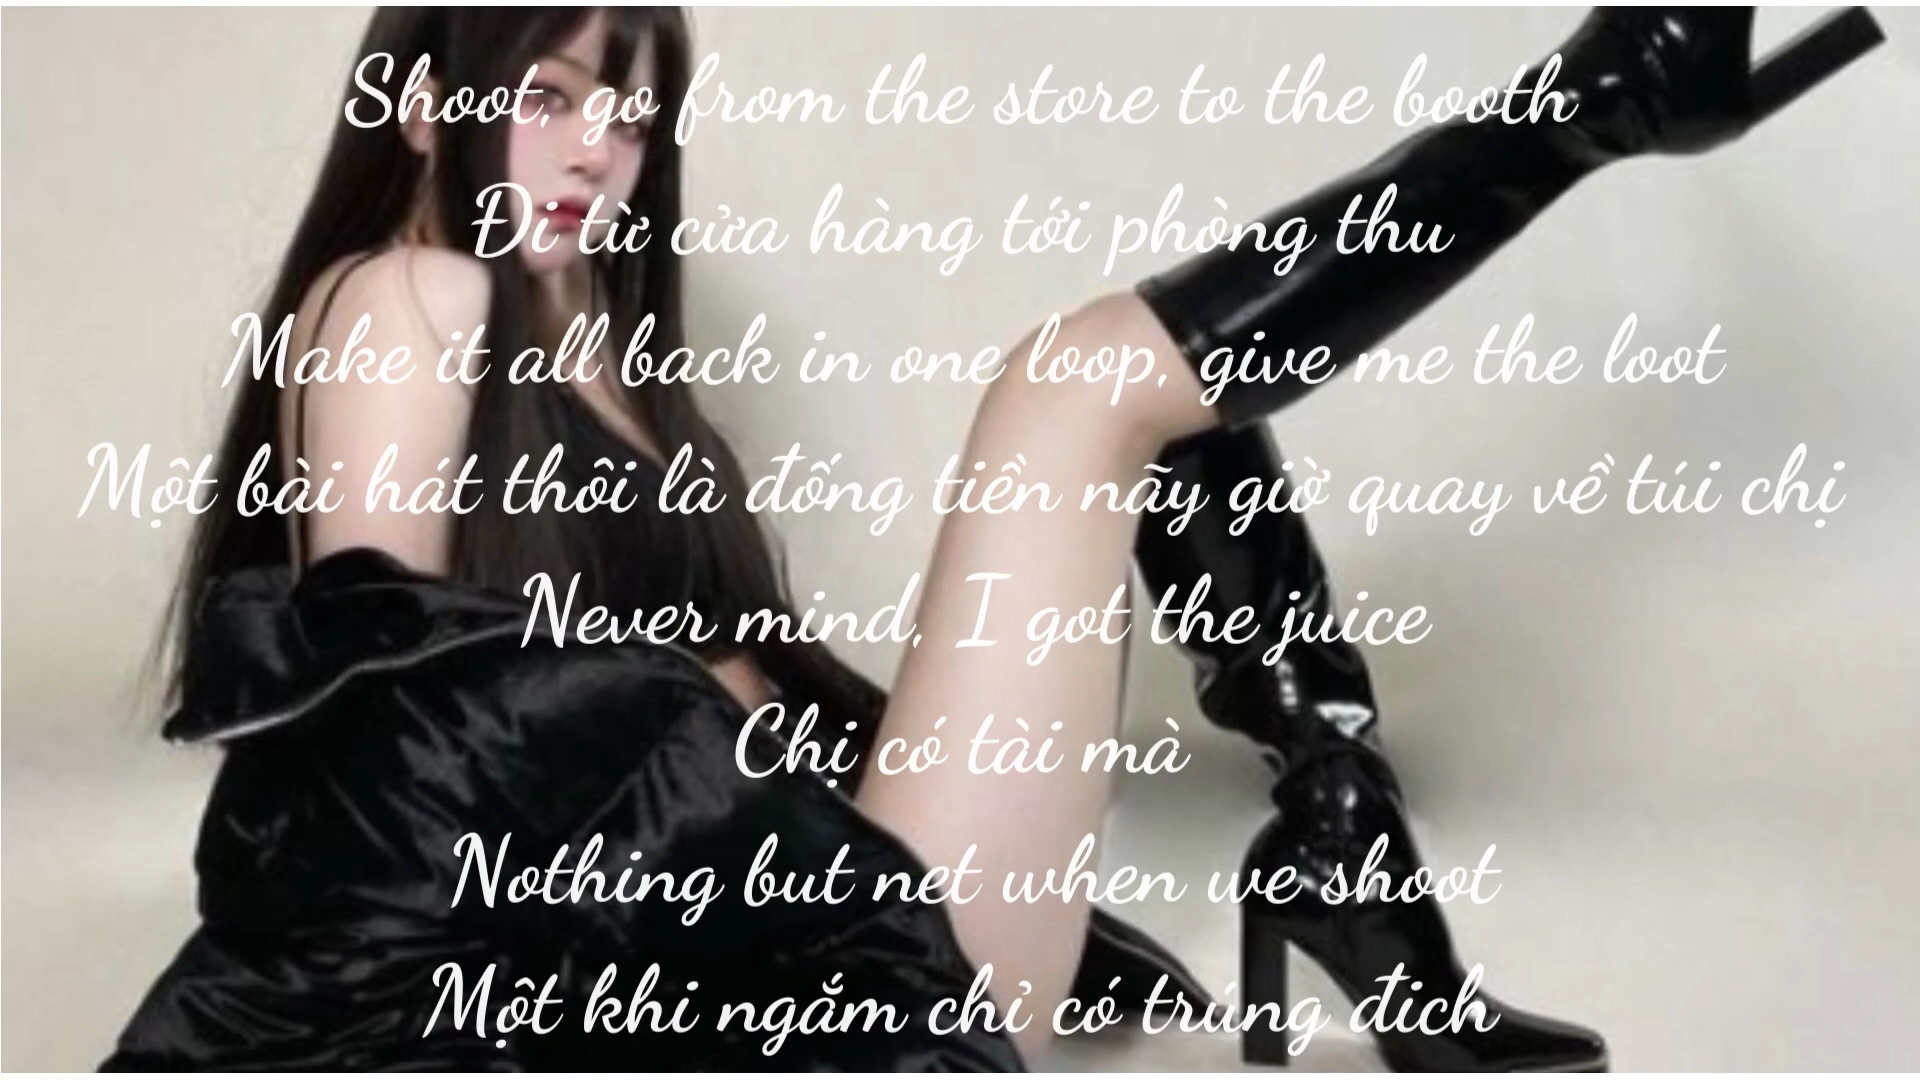 Shoot, go from the store to the booth
Đi từ cửa hàng tới phòng thu
Make it all back in one loop, give me the loot
Một bài hát thôi là đống tiền nãy giờ quay về túi chị
Never mind, I got the juice
Chị có tài mà
Nothing but net when we shoot
Một khi ngắm chỉ có trúng đich